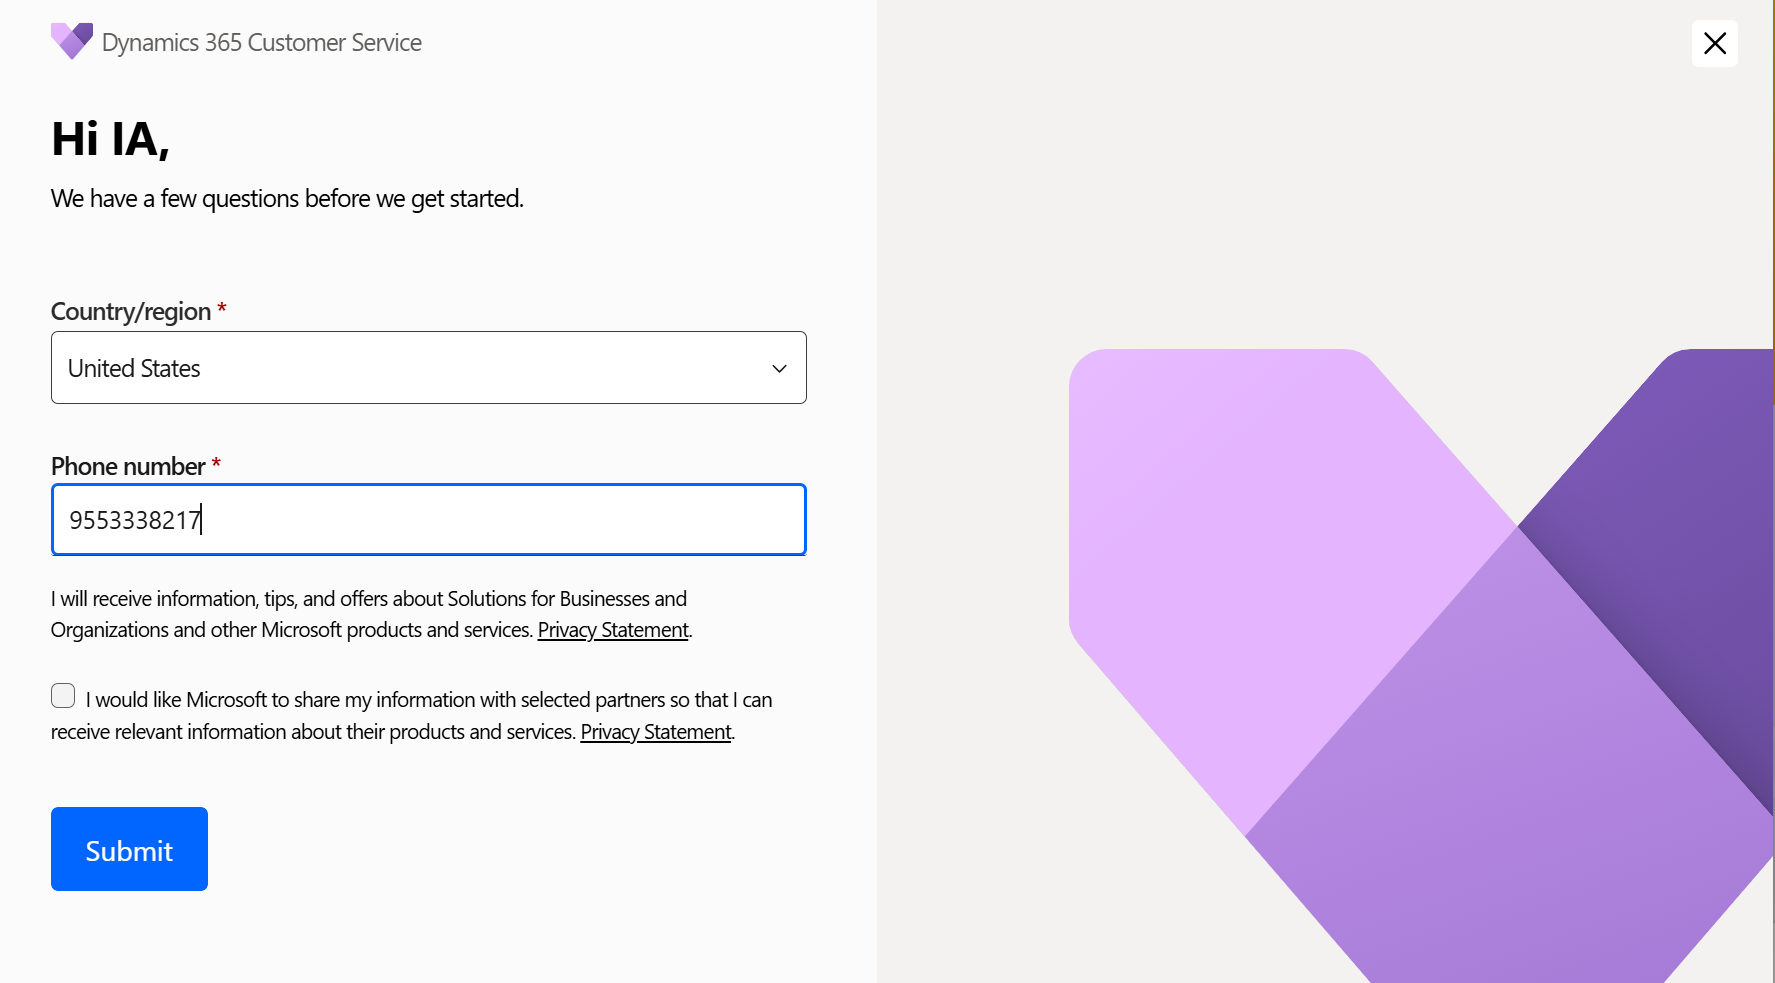 Dynamics 365 Customer Service
Hi IA,
We have a few questions before we get started.
Country/region *
United States
Phone number *
9553338217
I will receive information, tips, and offers about Solutions for Businesses and
Organizations and other Microsoft products and services. Privacy Statement.
I would like Microsoft to share my information with selected partners so that I can
receive relevant information about their products and services. Privacy Statement.
Submit